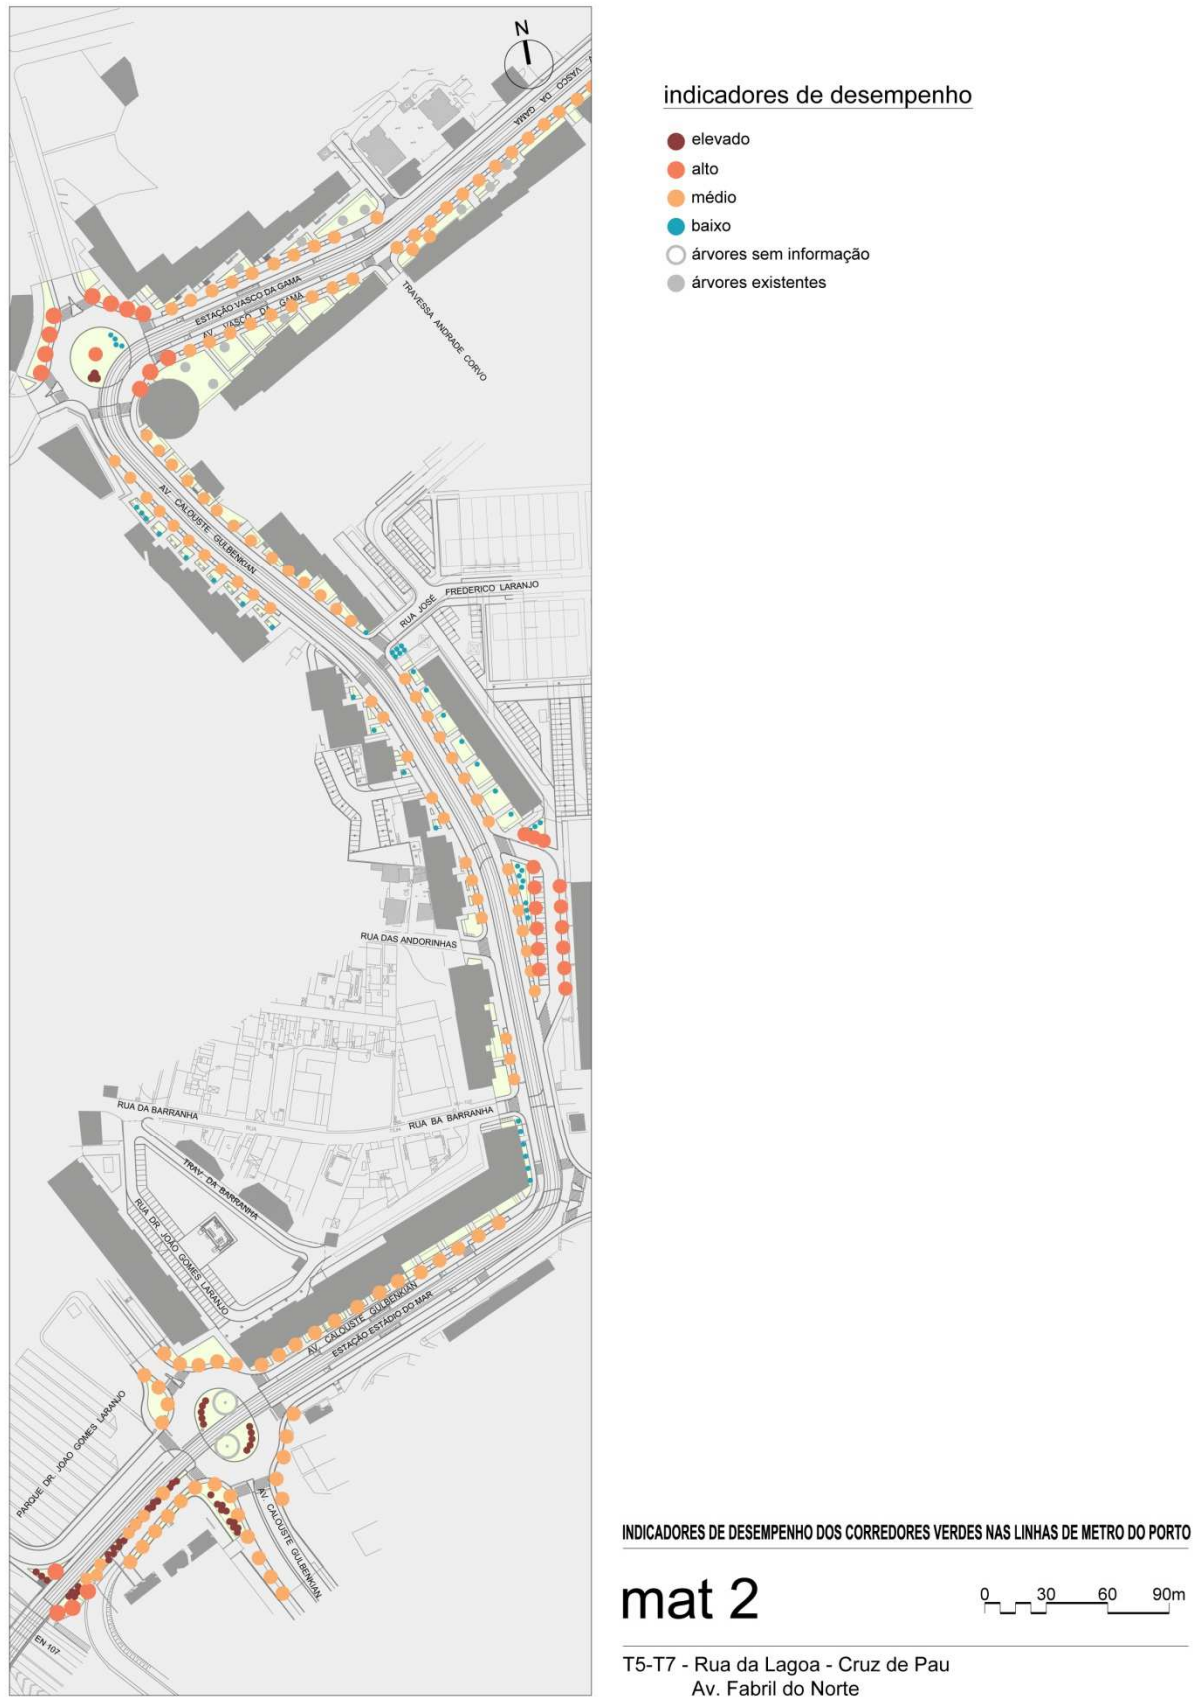 N
VASCO DA GAMA
ESTAÇÃO VASCO DA GAMA
AV. VASCO DA GAMA
TRAVESSA ANDRADE CORVO
AV. CALOUSTE GULBENKIAN
RUA JOSÉ FREDERICO LARANJO
RUA DAS ANDORINHAS
RUA DA BARRANHA
RUA BA BARRANHA
TRAV DA BARRANHA
RUA DR. JOÃO GOMES LARANJO
AV. CALOUSTE GULBENKIAN
ESTAÇÃO ESTÁDIO DO MAR
PARQUE DR. JOAO GOMES LARANJO
AV. CALOUSTE GULBENKIAN
EN 107
indicadores de desempenho
elevado
alto
médio
baixo
árvores sem informação
árvores existentes
INDICADORES DE DESEMPENHO DOS CORREDORES VERDES NAS LINHAS DE METRO DO PORTO
mat 2
0 30 60 90m
T5-T7 - Rua da Lagoa - Cruz de Pau
Av. Fabril do Norte